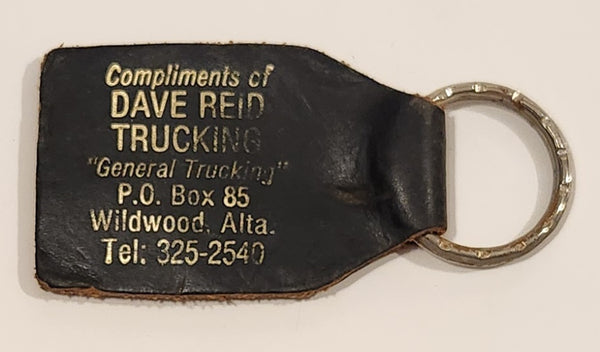 Compliments of
DAVE REID
TRUCKING
"General Trucking"
P.O. Box 85
Wildwood, Alta.
Tel: 325-2540